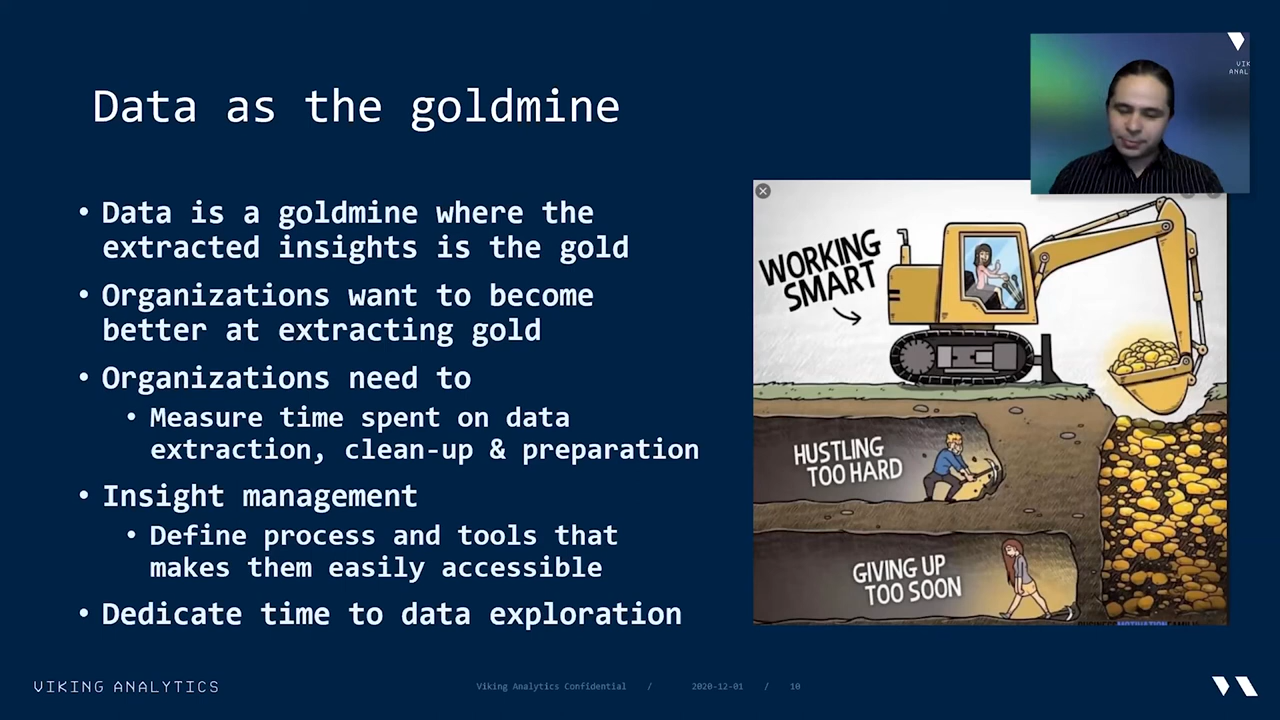 Data as the goldmine
• Data is a goldmine where the
extracted insights is the gold
• Organizations want to become
better at extracting gold
• Organizations need to
• Measure time spent on data
extraction, clean-up & preparation
• Insight management
• Define process and tools that
makes them easily accessible
• Dedicate time to data exploration
WORKING
SMART
HUSTLING
TOO HARD
GIVING UP
TOO SOON
VIKING ANALYTICS
Viking Analytics Confidential / 2020-12-01 / 10